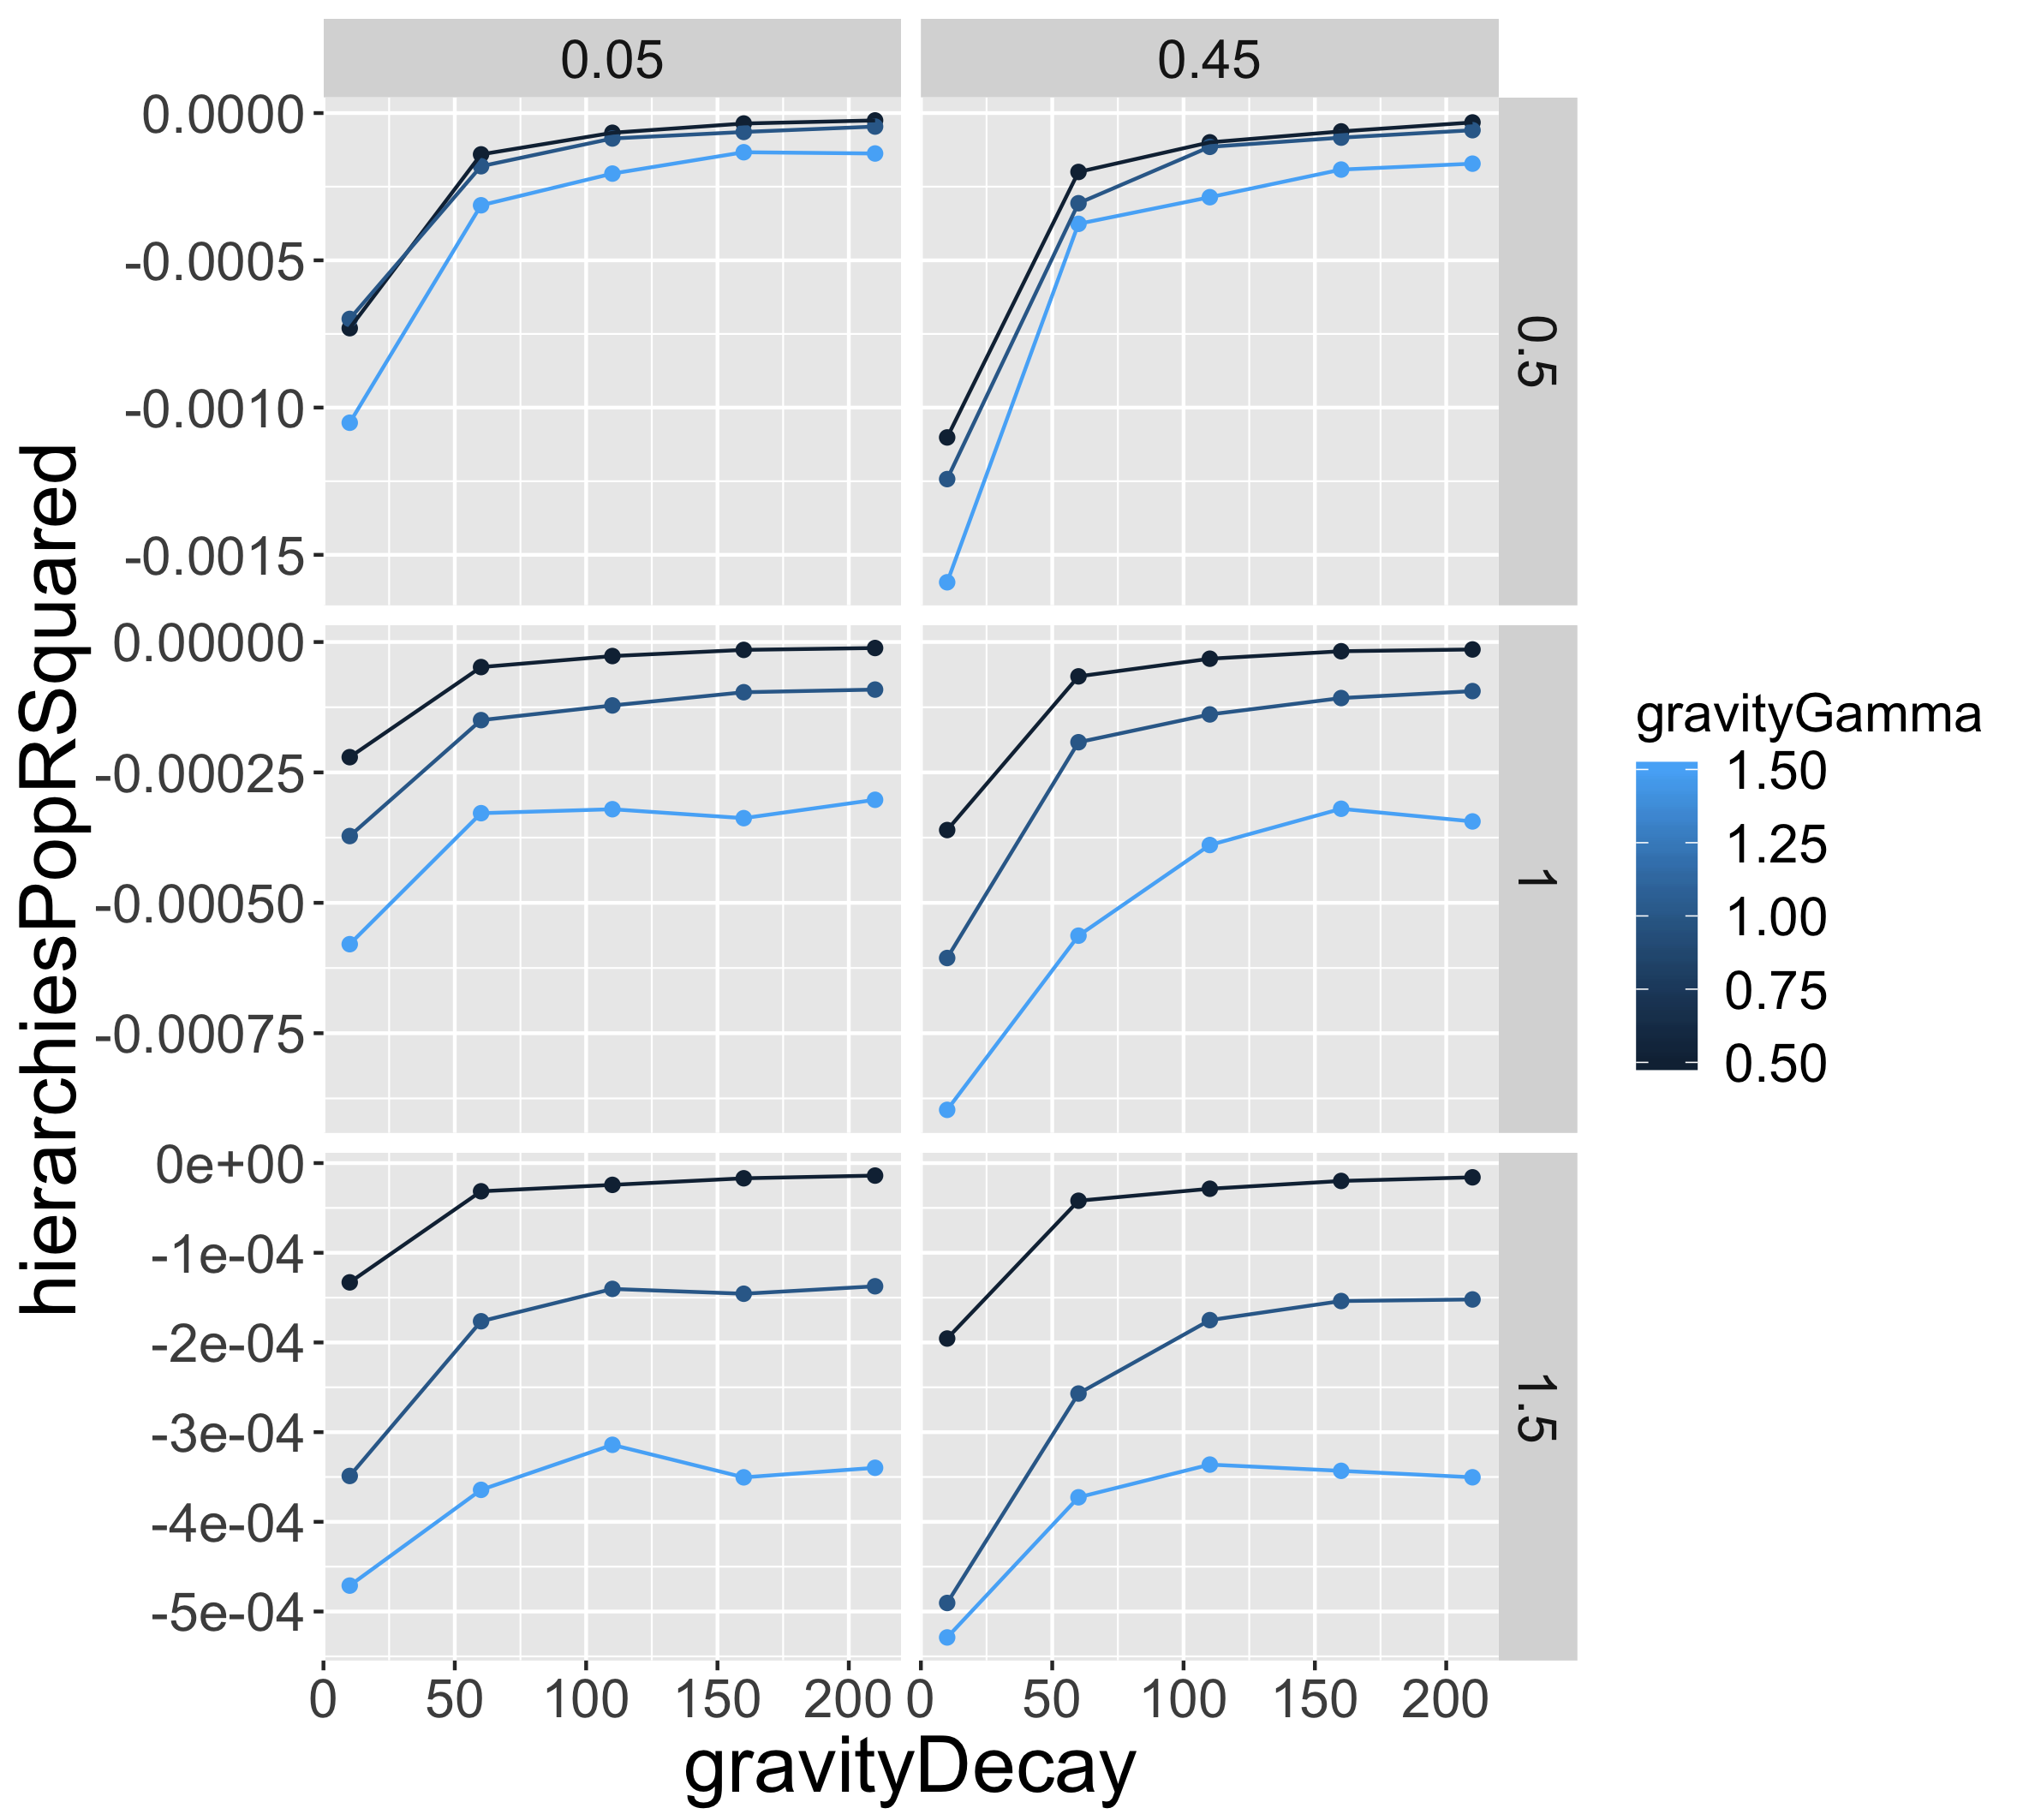 0.05 0.45
0.0000
-0.0005
-0.0010
-0.0015
0.5
0.00000
-0.00025
-0.00050
-0.00075
1
0e+00
-1e-04
-2e-04
-3e-04
-4e-04
-5e-04
1.5
0 50 100 150 200 0 50 100 150 200
gravityDecay
hierarchiesPopRSquared
gravityGamma
1.50
1.25
1.00
0.75
0.50